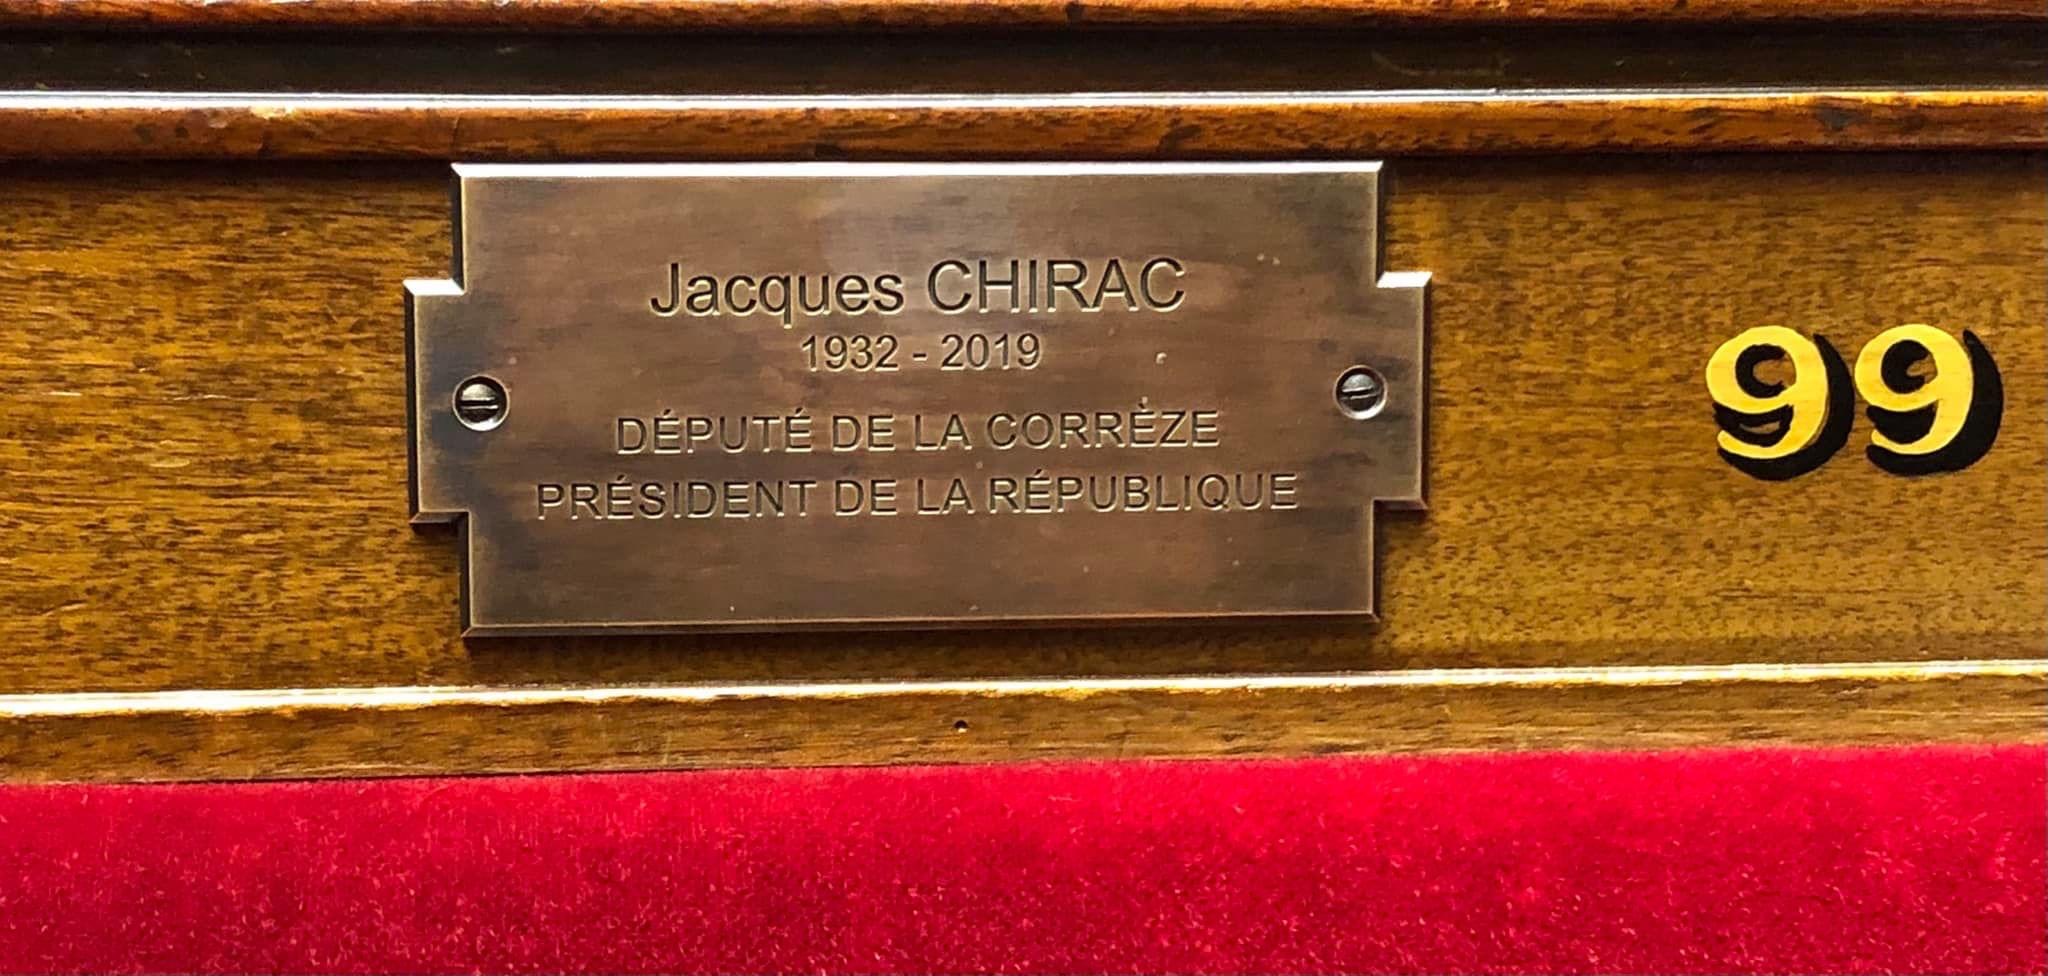 Jacques CHIRAC
1932 - 2019
DÉPUTÉ DE LA CORRÈZE
PRÉSIDENT DE LA RÉPUBLIQUE
99